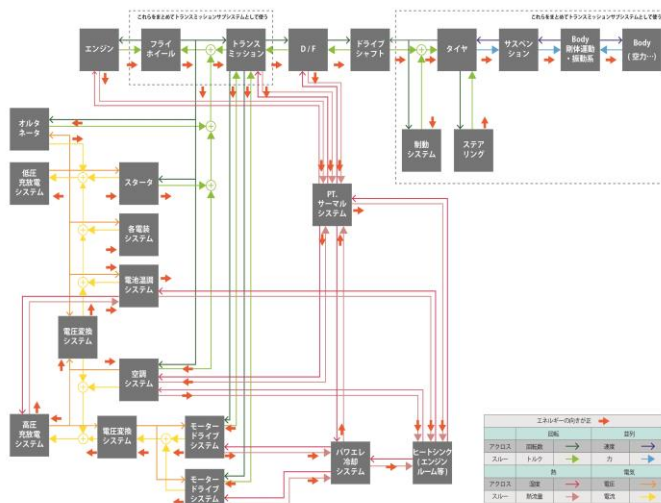 これらをまとめてトランスミッションサブシステムとして使う
これらをまとめてトランスミッションサブシステムとして使う
エンジン
フライ
ホイール
トランス
ミッション
D / F
ドライブ
シャフト
タイヤ
サスペン
ション
Body
剛体運動
・振動系
Body
(空力…)
オルタ
ネータ
制動
システム
ステア
リング
低圧
充放電
システム
スタータ
PT.
サーマル
システム
各電装
システム
電池温調
システム
電圧変換
システム
空調
システム
高圧
充放電
システム
電圧変換
システム
モーター
ドライブシ
ステム
パワエレ
冷却
システム
ヒートシンク
(エンジン
ルーム等)
モーター
ドライブシ
ステム
エネルギーの向きが正
回転
並列
アクロス
回転数
速度
スルー
トルク
力
熱
電気
アクロス
温度
電圧
スルー
熱流量
電流